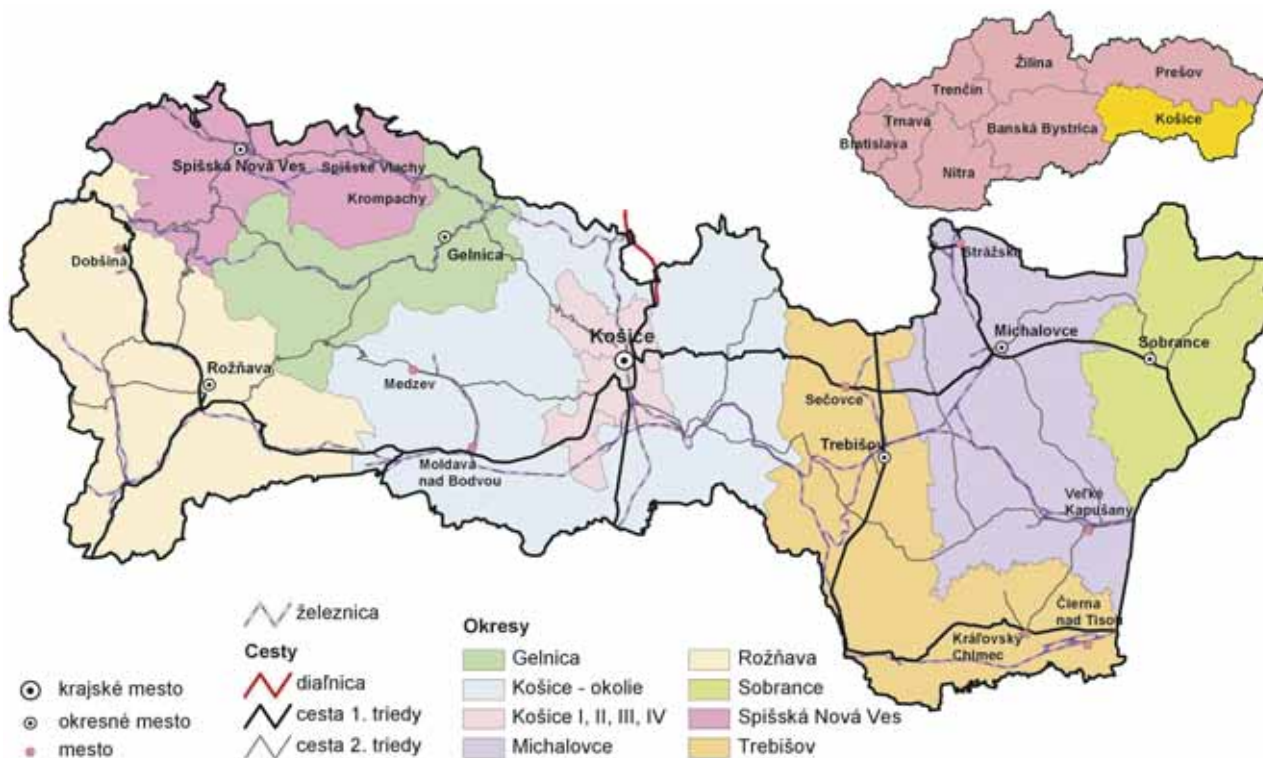 Žilina
Prešov
Trenčín
Košice
Trnava
Banská Bystrica
Bratislava
Nitra
Spišská Nová Ves
Spišské Vlachy
Krompachy
Gelnica
Dobšiná
Strážske
Košice
Michalovce
Sobrance
Rožňava
Medzev
Sečovce
Trebišov
Moldava
nad Bodvou
Veľké
Kapušany
Čierna
nad Tisou
Kráľovský
Chlmec
železnica
Cesty
diaľnica
cesta 1. triedy
cesta 2. triedy
krajské mesto
okresné mesto
mesto
Okresy
Gelnica
Košice - okolie
Košice I, II, III, IV
Michalovce
Rožňava
Sobrance
Spišská Nová Ves
Trebišov